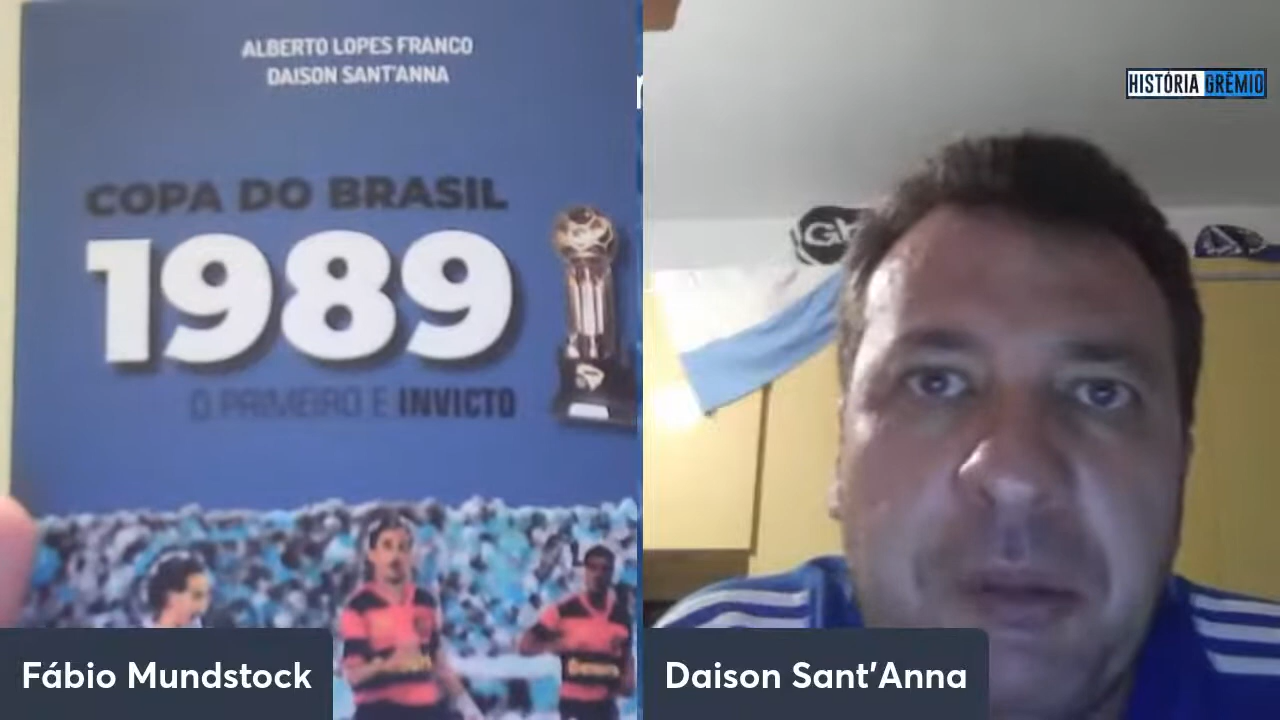 ALBERTO LOPES FRANCO
DAISON SANT'ANNA
COPA DO BRASIL
1989
O PRIMEIRO E INVICTO
HISTÓRIA GRÊMIO
Fábio Mundstock
Daison Sant'Anna